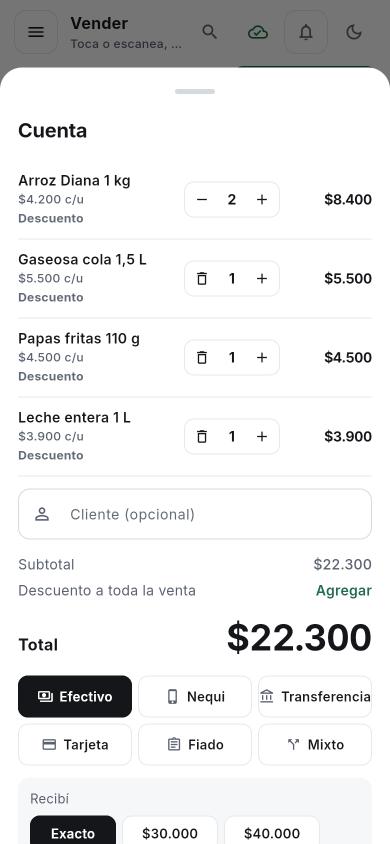 Vender
Toca o escanea, ...
Cuenta
Arroz Diana 1 kg
$4.200 c/u
Descuento
2
$8.400
Gaseosa cola 1,5 L
$5.500 c/u
Descuento
1
$5.500
Papas fritas 110 g
$4.500 c/u
Descuento
1
$4.500
Leche entera 1 L
$3.900 c/u
Descuento
1
$3.900
Cliente (opcional)
Subtotal $22.300
Descuento a toda la venta Agregar
Total $22.300
Efectivo Nequi Transferencia
Tarjeta Fiado Mixto
Recibí
Exacto $30.000 $40.000